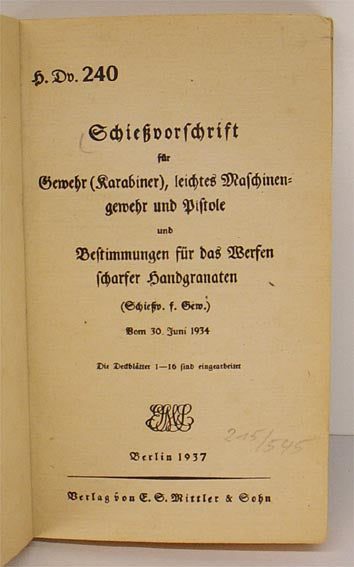 H. Dv. 240
Schießvorschrift
für
Gewehr (Karabiner), leichtes Maschinen-
gewehr und Pistole
und
Bestimmungen für das Werfen
scharfer Handgranaten
(Schießv. f. Gew.)
Vom 30. Juni 1934
Die Deckblätter 1—16 sind eingearbeitet
215/545
Berlin 1937
Verlag von E. S. Mittler & Sohn